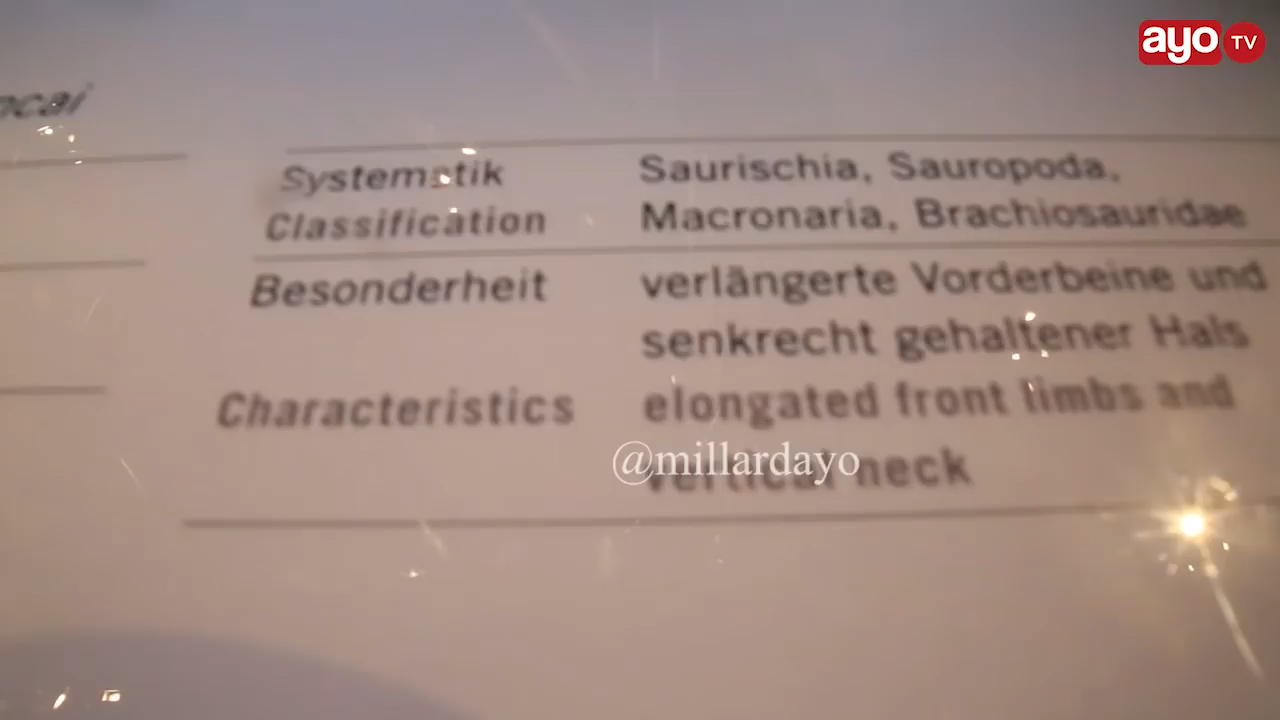 ayo TV
Systematik Saurischia, Sauropoda,
Classification Macronaria, Brachiosauridae
Besonderheit verlängerte Vorderbeine und
senkrecht gehaltener Hals
Characteristics elongated front limbs and
vertical neck
@millardayo